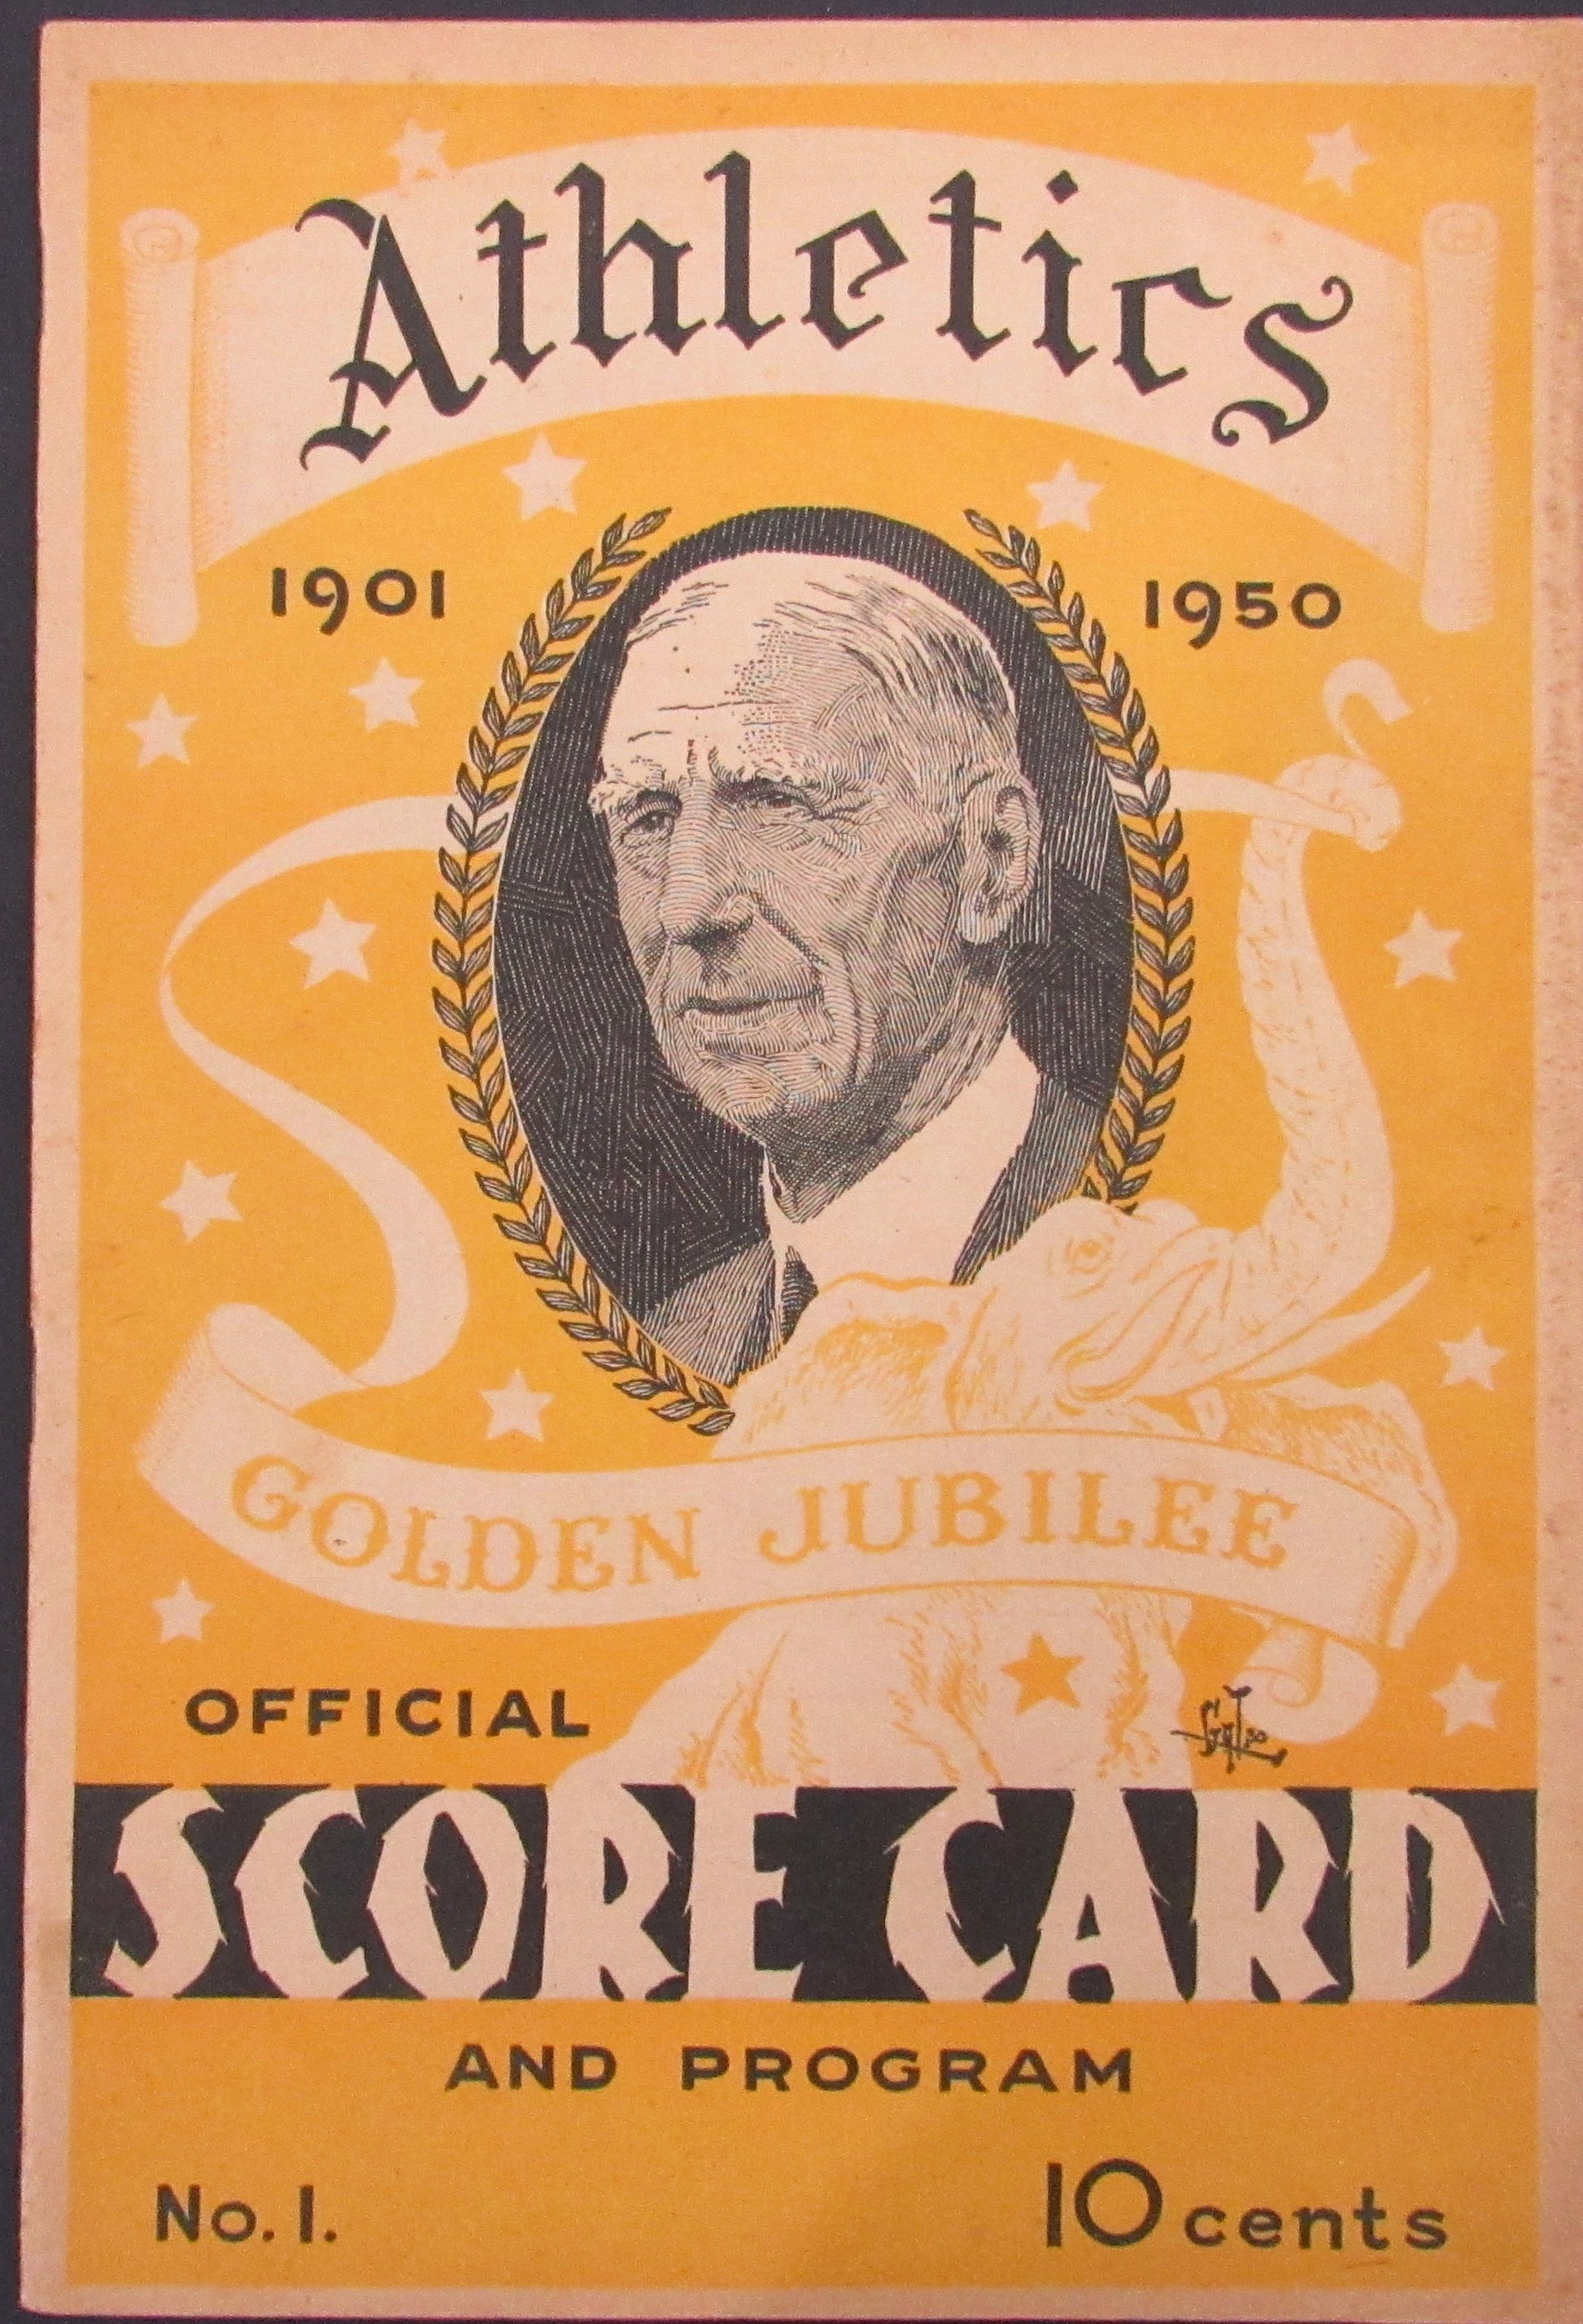 Athletics
1901 1950
GOLDEN JUBILEE
OFFICIAL
SCORE CARD
AND PROGRAM
No. 1. 10 cents